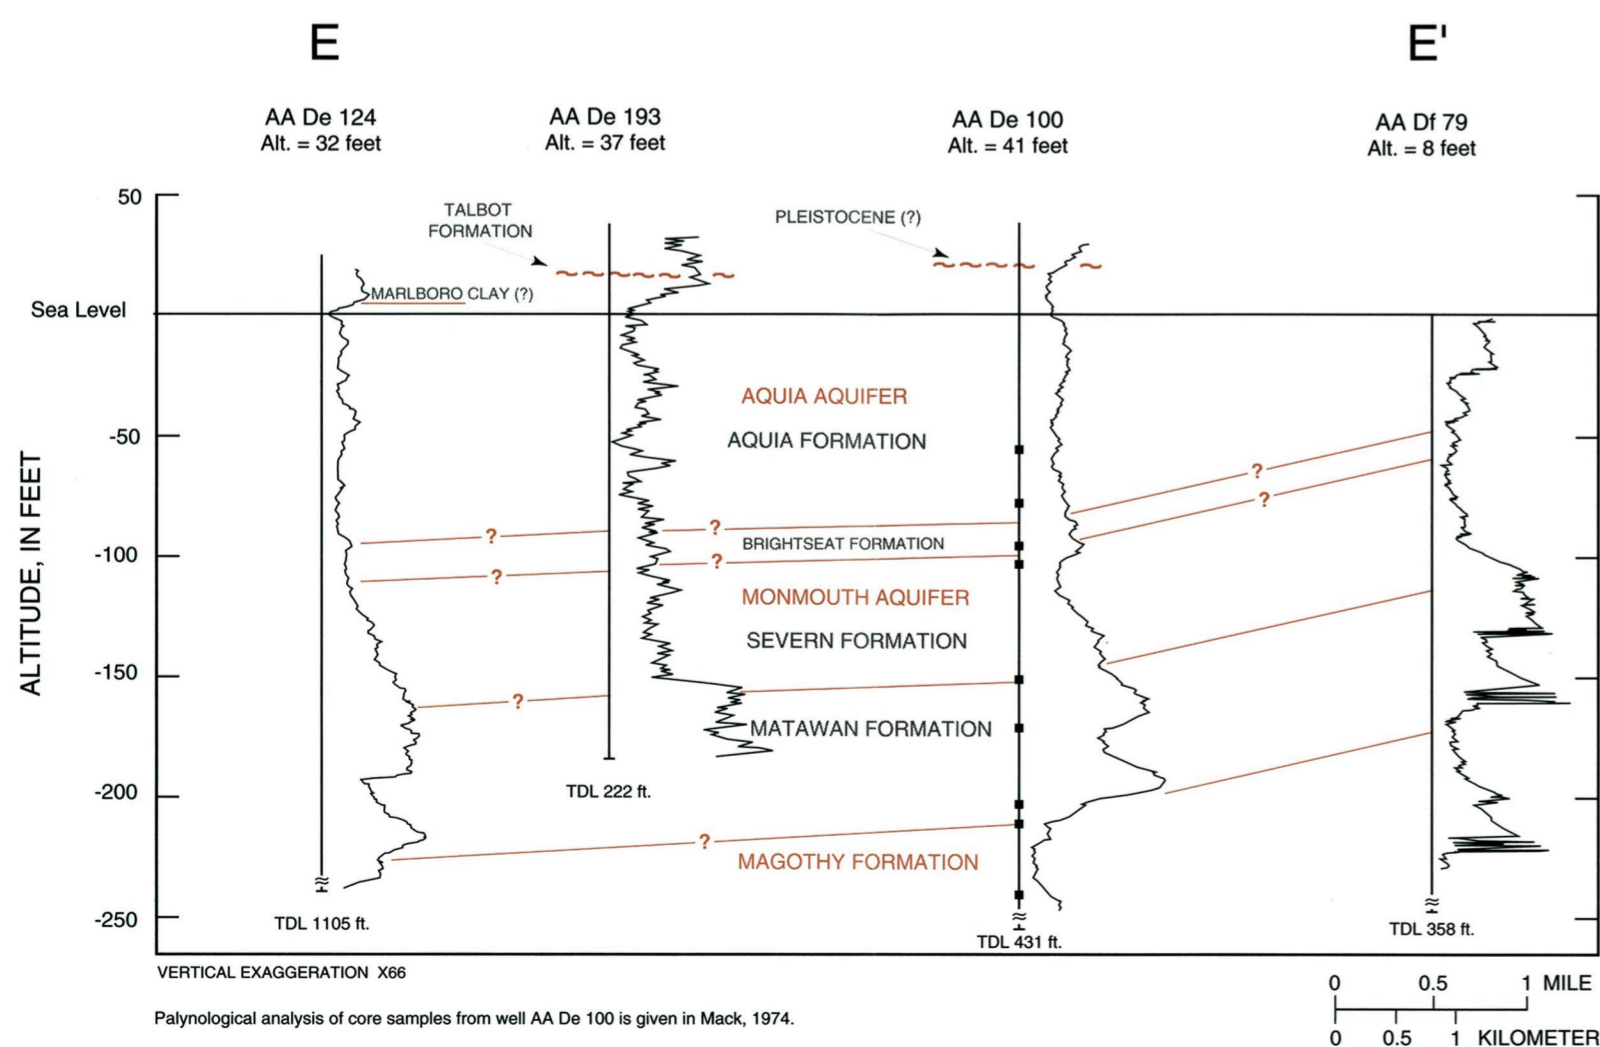 E
E'
AA De 124
Alt. = 32 feet
AA De 193
Alt. = 37 feet
AA De 100
Alt. = 41 feet
AA Df 79
Alt. = 8 feet
50
TALBOT
FORMATION
PLEISTOCENE (?)
MARLBORO CLAY (?)
Sea Level
AQUIA AQUIFER
-50
AQUIA FORMATION
?
?
?
?
-100
BRIGHTSEAT FORMATION
?
?
MONMOUTH AQUIFER
SEVERN FORMATION
-150
?
MATAWAN FORMATION
-200
TDL 222 ft.
?
MAGOTHY FORMATION
-250
TDL 1105 ft.
TDL 431 ft.
TDL 358 ft.
ALTITUDE, IN FEET
VERTICAL EXAGGERATION X66
0 0.5 1 MILE
0 0.5 1 KILOMETER
Palynological analysis of core samples from well AA De 100 is given in Mack, 1974.